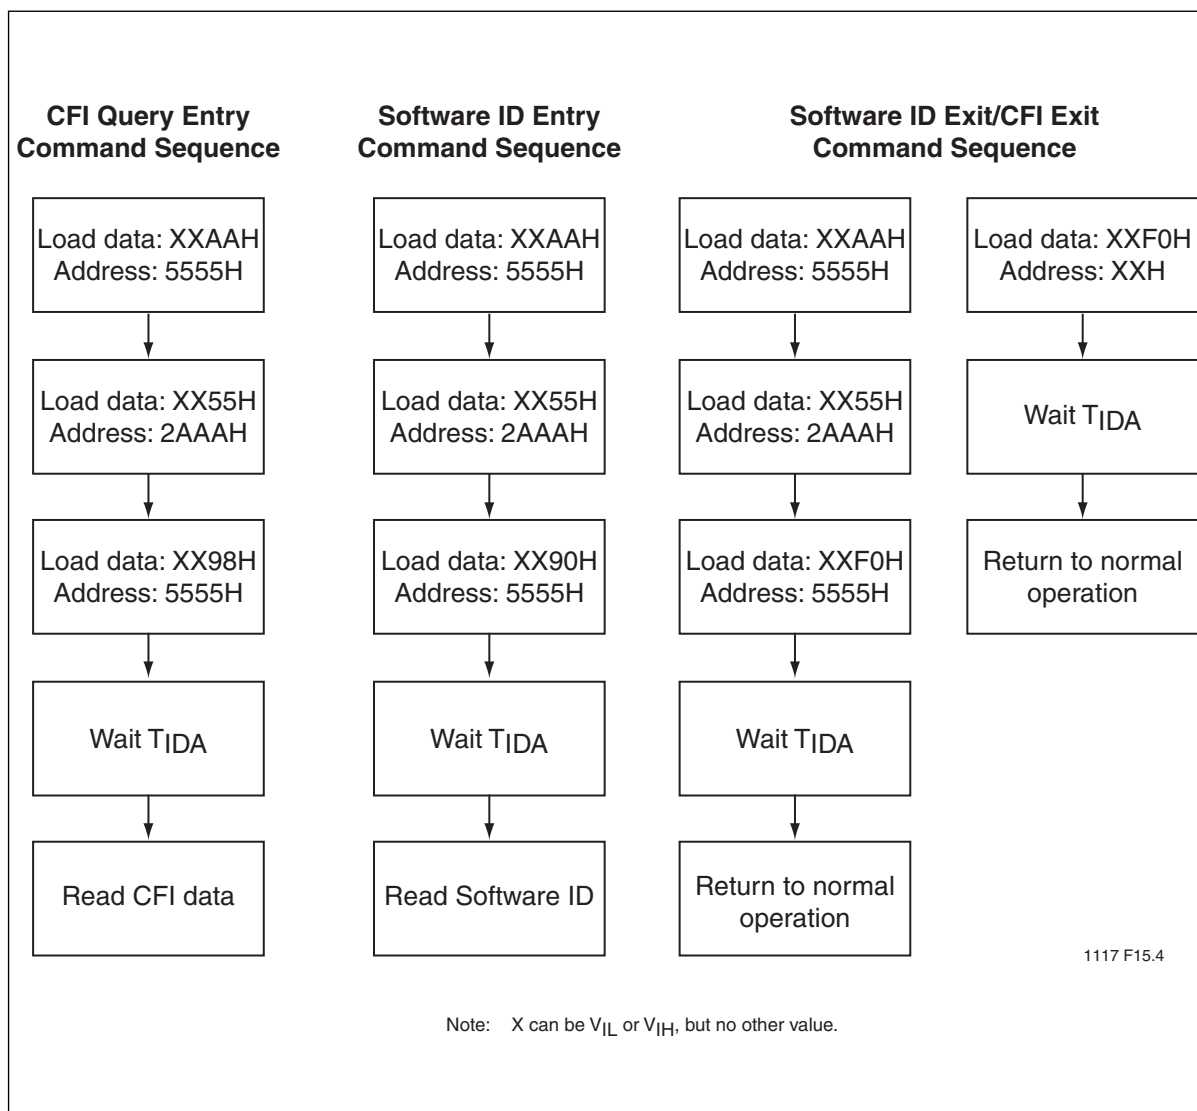 CFI Query Entry
Command Sequence
Load data: XXAAH
Address: 5555H
Load data: XX55H
Address: 2AAAH
Load data: XX98H
Address: 5555H
Wait TIDA
Read CFI data
Software ID Entry
Command Sequence
Load data: XXAAH
Address: 5555H
Load data: XX55H
Address: 2AAAH
Load data: XX90H
Address: 5555H
Wait TIDA
Read Software ID
Software ID Exit/CFI Exit
Command Sequence
Load data: XXAAH
Address: 5555H
Load data: XX55H
Address: 2AAAH
Load data: XXF0H
Address: 5555H
Wait TIDA
Return to normal
operation
Load data: XXF0H
Address: XXH
Wait TIDA
Return to normal
operation
1117 F15.4
Note: X can be VIL or VIH, but no other value.